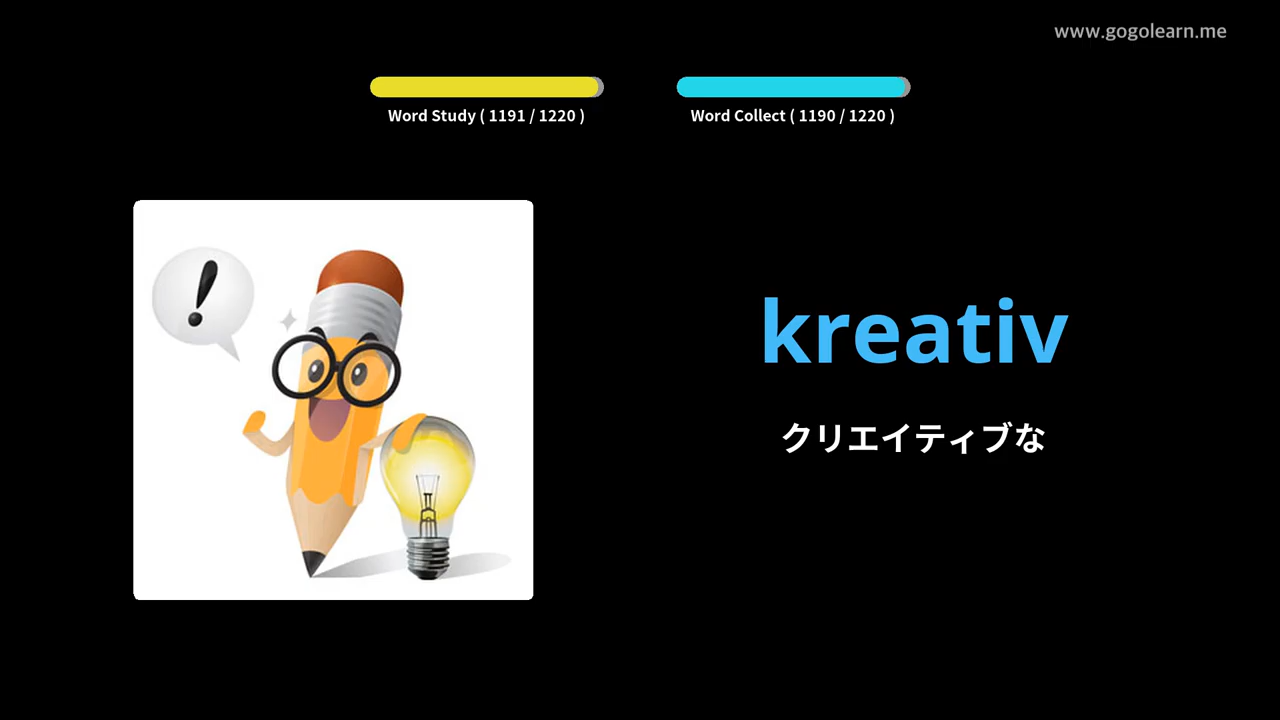 www.gogolearn.me
Word Study ( 1191 / 1220 )
Word Collect ( 1190 / 1220 )
!
kreativ
クリエイティブな